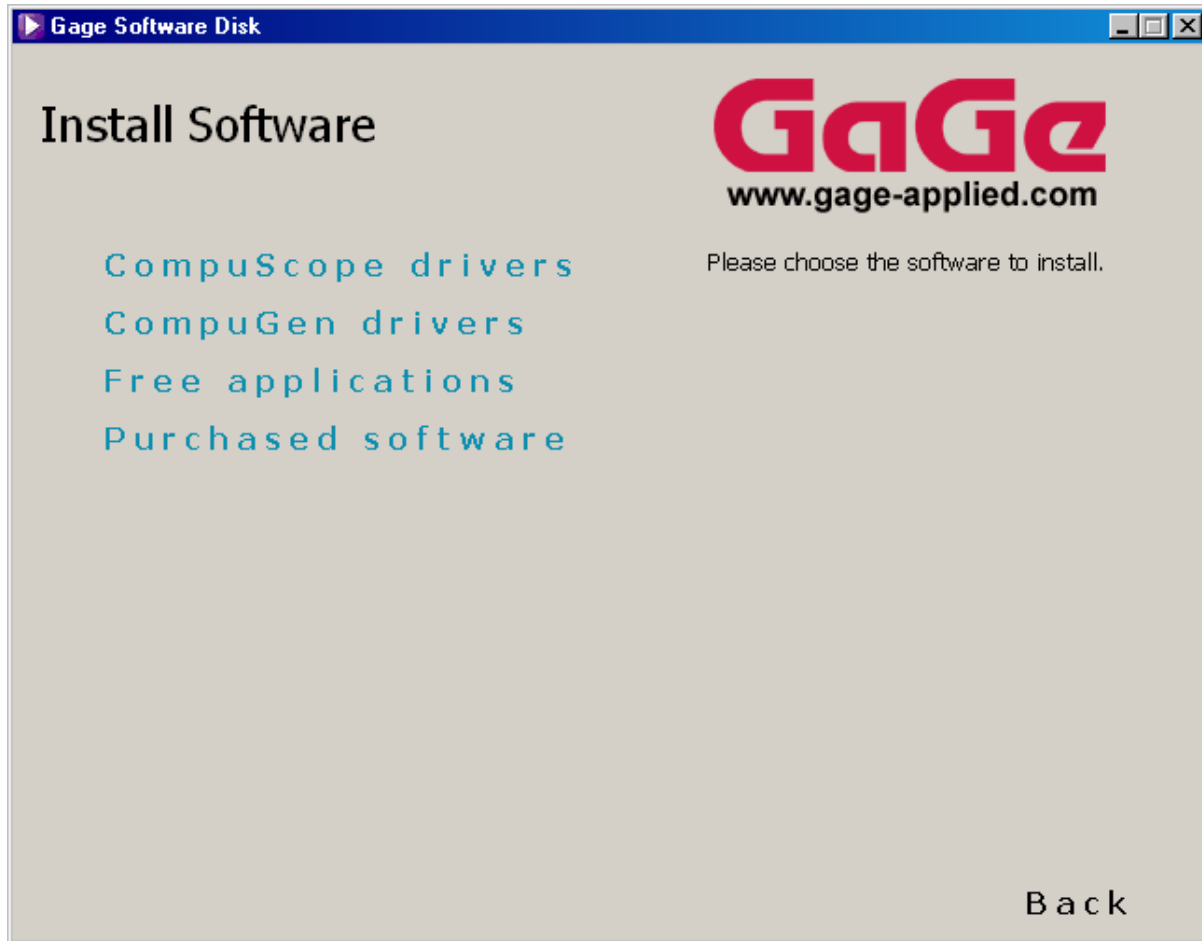 Gage Software Disk
Install Software
GaGe
www.gage-applied.com
Please choose the software to install.
CompuScope drivers
CompuGen drivers
Free applications
Purchased software
Back